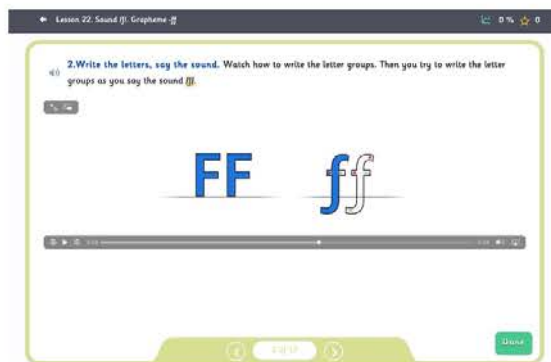 Lesson 22. Sound /f/. Grapheme -ff
0 % 0
2.Write the letters, say the sound. Watch how to write the letter
groups. Then you try to write the letter
groups as you say the sound /f/.
FF ff
Done